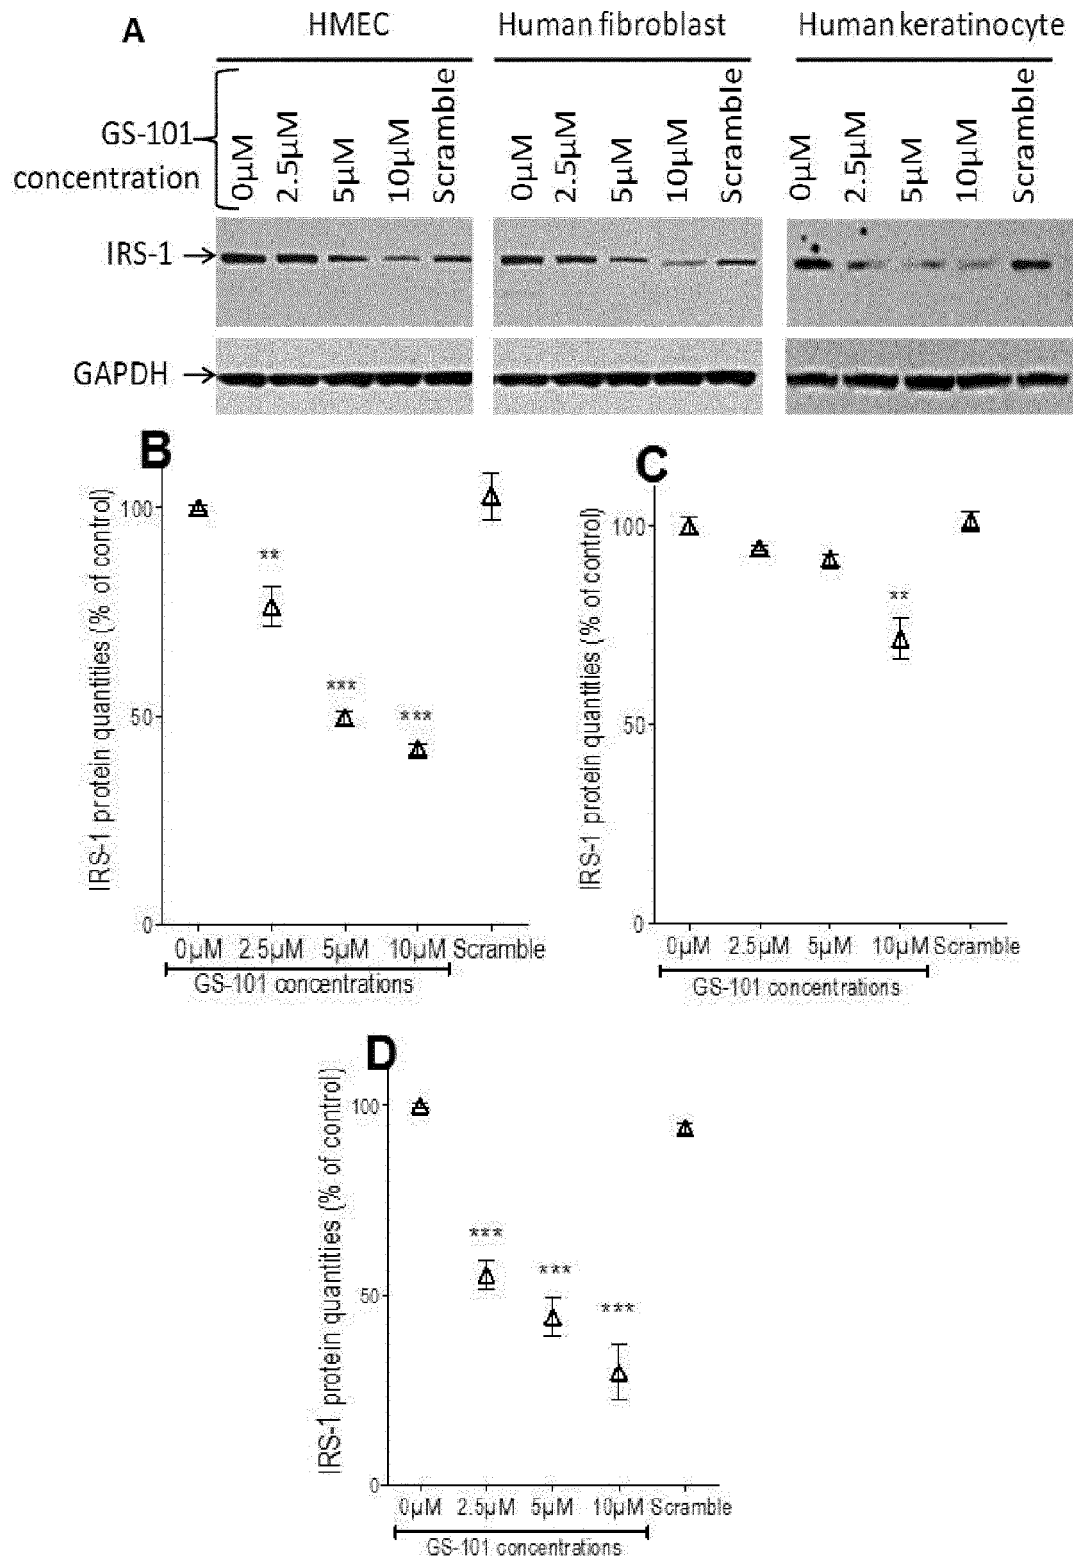 A
HMEC
Human fibroblast
Human keratinocyte
GS-101
concentration
0µM
2.5µM
5µM
10µM
Scramble
0µM
2.5µM
5µM
10µM
Scramble
0µM
2.5µM
5µM
10µM
Scramble
IRS-1
GAPDH
B
IRS-1 protein quantities (% of control)
100
50
0
**
***
***
0µM 2.5µM 5µM 10µM Scramble
GS-101 concentrations
C
IRS-1 protein quantities (% of control)
100
50
0
**
0µM 2.5µM 5µM 10µM Scramble
GS-101 concentrations
D
IRS-1 protein quantities (% of control)
100
50
0
***
***
***
0µM 2.5µM 5µM 10µM Scramble
GS-101 concentrations